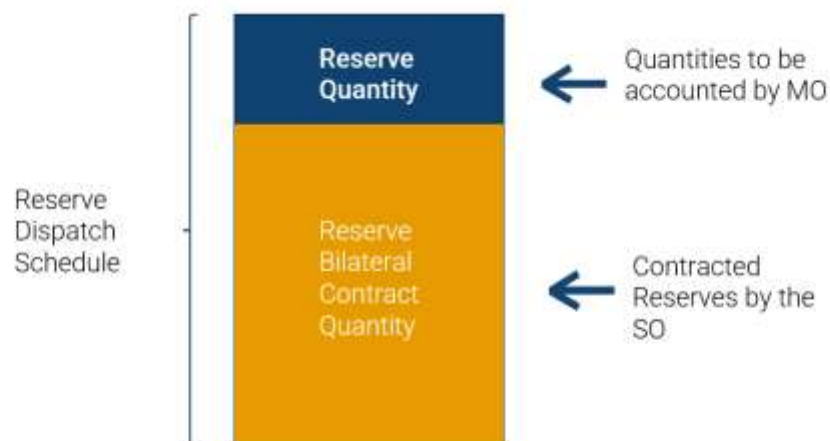 Reserve
Quantity
Quantities to be
accounted by MO
Reserve
Dispatch
Schedule
Reserve
Bilateral
Contract
Quantity
Contracted
Reserves by the
SO